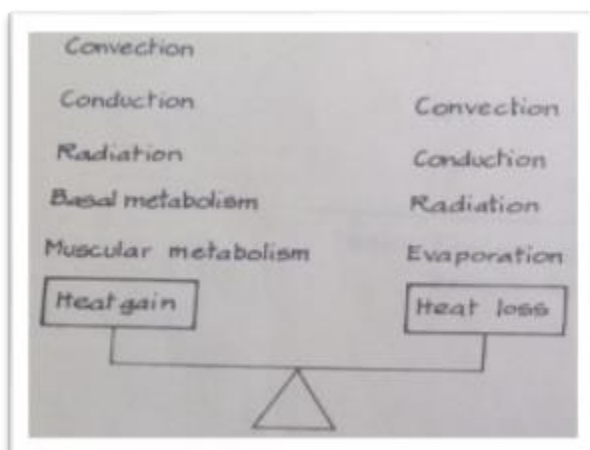 Convection
Conduction
Radiation
Basal metabolism
Muscular metabolism
Heat gain
Convection
Conduction
Radiation
Evaporation
Heat loss